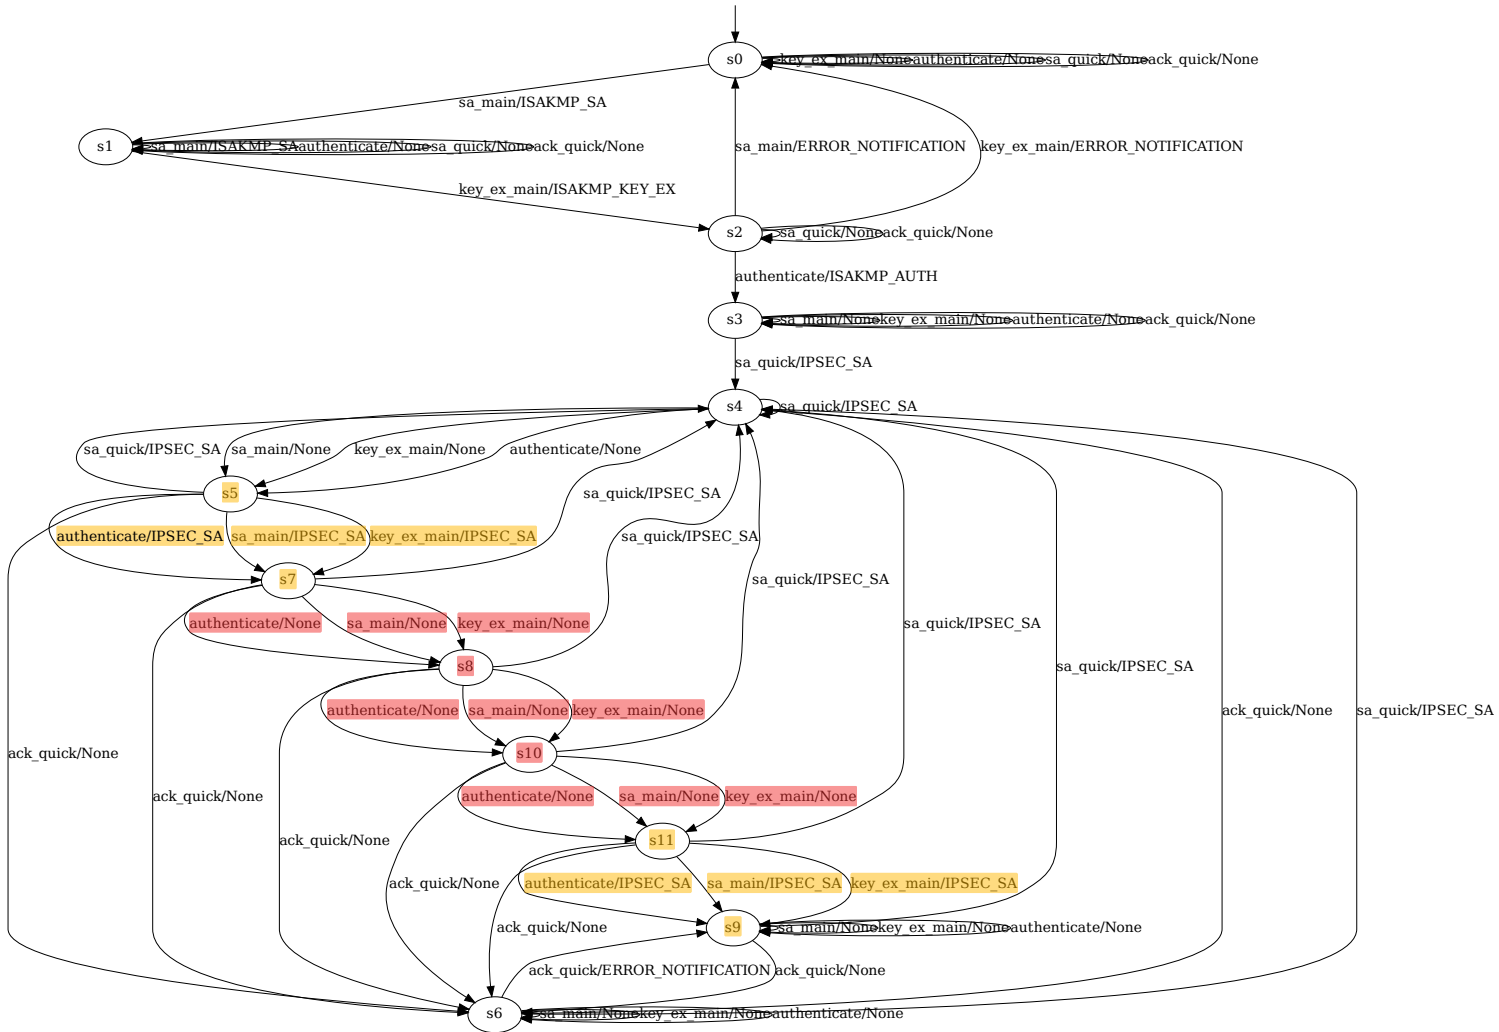 s0
key_ex_main/None authenticate/None sa_quick/None ack_quick/None
sa_main/ISAKMP_SA
s1
sa_main/ISAKMP_SA authenticate/None sa_quick/None ack_quick/None
sa_main/ERROR_NOTIFICATION
key_ex_main/ERROR_NOTIFICATION
key_ex_main/ISAKMP_KEY_EX
s2
sa_quick/None ack_quick/None
authenticate/ISAKMP_AUTH
s3
sa_main/None key_ex_main/None authenticate/None ack_quick/None
sa_quick/IPSEC_SA
s4
sa_quick/IPSEC_SA
sa_quick/IPSEC_SA
sa_main/None
key_ex_main/None
authenticate/None
s5
sa_quick/IPSEC_SA
authenticate/IPSEC_SA
sa_main/IPSEC_SA
key_ex_main/IPSEC_SA
sa_quick/IPSEC_SA
s7
sa_quick/IPSEC_SA
authenticate/None
sa_main/None
key_ex_main/None
sa_quick/IPSEC_SA
s8
sa_quick/IPSEC_SA
authenticate/None
sa_main/None
key_ex_main/None
ack_quick/None
sa_quick/IPSEC_SA
ack_quick/None
s10
ack_quick/None
authenticate/None
sa_main/None
key_ex_main/None
ack_quick/None
s11
ack_quick/None
authenticate/IPSEC_SA
sa_main/IPSEC_SA
key_ex_main/IPSEC_SA
ack_quick/None
s9
sa_main/None key_ex_main/None authenticate/None
ack_quick/ERROR_NOTIFICATION
ack_quick/None
s6
sa_main/None key_ex_main/None authenticate/None